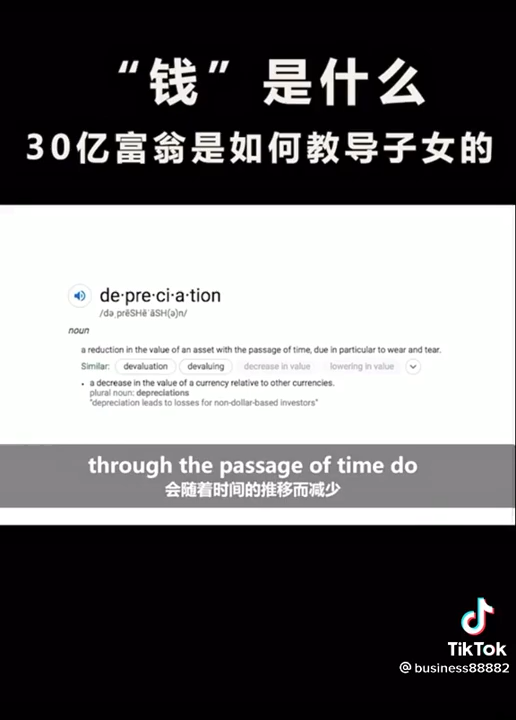 “钱”是什么
30亿富翁是如何教导子女的
de·pre·ci·a·tion
/dəˌprēSHēˈāSH(ə)n/
noun
a reduction in the value of an asset with the passage of time, due in particular to wear and tear.
Similar: devaluation devaluing decrease in value lowering in value
• a decrease in the value of a currency relative to other currencies.
plural noun: depreciations
"depreciation leads to losses for non-dollar-based investors"
through the passage of time do
会随着时间的推移而减少
TikTok
@business88882